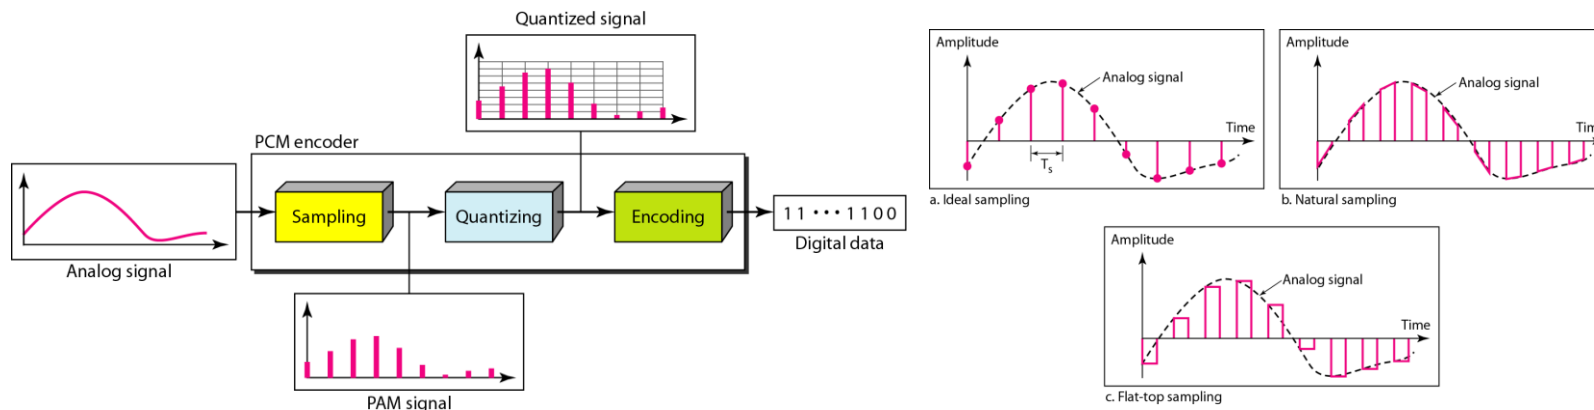 Quantized signal
PCM encoder
Sampling
Quantizing
Encoding
11 ··· 1100
Digital data
Analog signal
PAM signal
Amplitude
Analog signal
Time
Ts
a. Ideal sampling
Amplitude
Analog signal
Time
b. Natural sampling
Amplitude
Analog signal
Time
c. Flat-top sampling